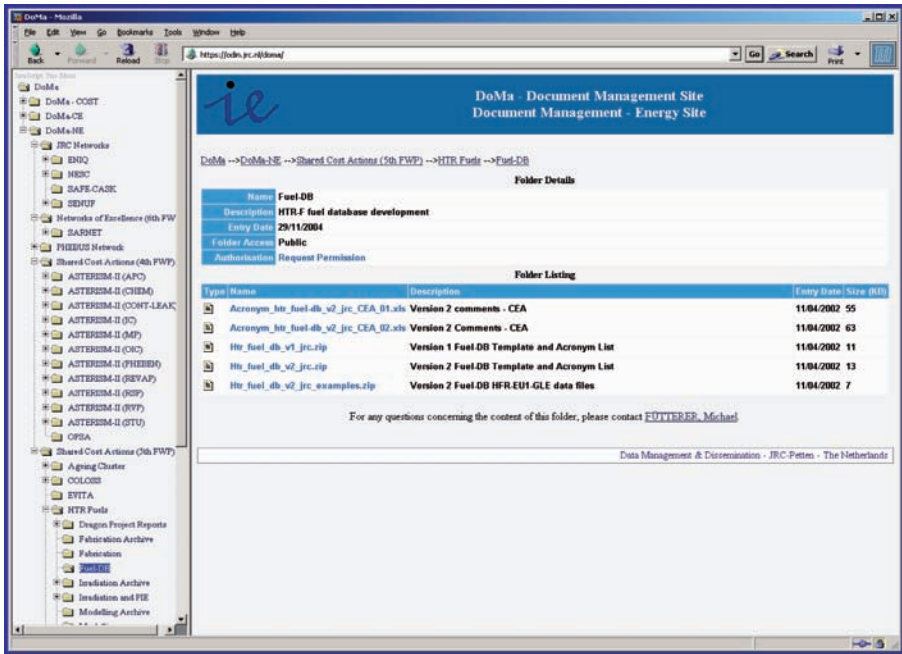 DoMa - Mozilla
File Edit View Go Bookmarks Tools Window Help
Back Forward Reload Stop https://odin.jrc.nl/doma/ Go Search Print
DoMa
DoMa - COST
DoMa-CE
DoMa-NE
JRC Networks
ENIQ
NESC
SAFE-CASK
SENUF
Networks of Excellence (6th FW
SARNET
PHEBUS Network
Shared Cost Actions (4th FWP)
ASTERISM-II (APC)
ASTERISM-II (CHEM)
ASTERISM-II (CONT-LEAK
ASTERISM-II (IC)
ASTERISM-II (MP)
ASTERISM-II (OIC)
ASTERISM-II (PHEBEN)
ASTERISM-II (REVAP)
ASTERISM-II (RSP)
ASTERISM-II (RVP)
ASTERISM-II (STU)
OPSA
Shared Cost Actions (5th FWP)
Ageing Cluster
COLOSS
EVITA
HTR Fuels
Dragon Project Reports
Fabrication Archive
Fabrication
Fuel-DB
Irradiation Archive
Irradiation and PIE
Modelling Archive
ie
DoMa - Document Management Site
Document Management - Energy Site
DoMa -->DoMa-NE -->Shared Cost Actions (5th FWP) -->HTR Fuels -->Fuel-DB
Folder Details
Name Fuel-DB
Description HTR-F fuel database development
Entry Date 29/11/2004
Folder Access Public
Authorisation Request Permission
Folder Listing
Type Name Description Entry Date Size (KB)
Acronym_htr_fuel-db_v2_jrc_CEA_01.xls Version 2 comments - CEA 11/04/2002 55
Acronym_htr_fuel-db_v2_jrc_CEA_02.xls Version 2 Comments - CEA 11/04/2002 63
Htr_fuel_db_v1_jrc.zip Version 1 Fuel-DB Template and Acronym List 11/04/2002 11
Htr_fuel_db_v2_jrc.zip Version 2 Fuel-DB Template and Acronym List 11/04/2002 13
Htr_fuel_db_v2_jrc_examples.zip Version 2 Fuel-DB HFR-EU1-GLE data files 11/04/2002 7
For any questions concerning the content of this folder, please contact FÜTTERER, Michael
Data Management & Dissemination - JRC-Petten - The Netherlands